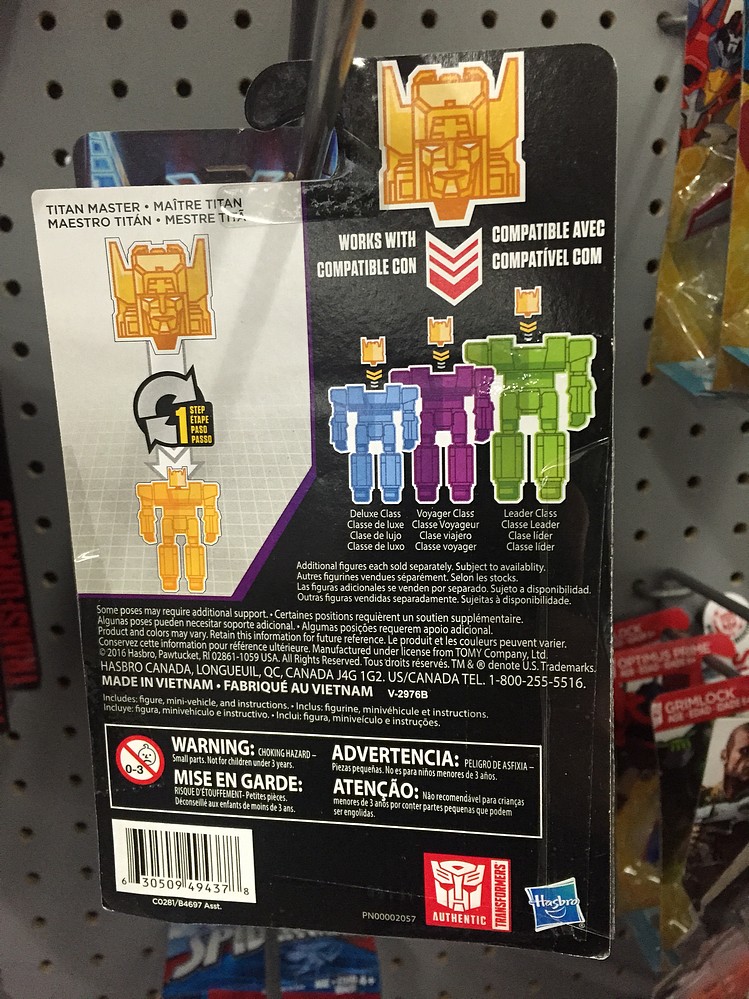 TITAN MASTER • MAÎTRE TITAN
MAESTRO TITÁN • MESTRE TITÃ
WORKS WITH
COMPATIBLE CON
COMPATIBLE AVEC
COMPATÍVEL COM
1
STEP
ÉTAPE
PASO
PASSO
Deluxe Class
Classe de luxe
Clase de lujo
Classe de luxo
Voyager Class
Classe Voyageur
Clase viajero
Classe voyager
Leader Class
Classe Leader
Clase líder
Classe líder
Additional figures sold separately. Subject to availablity.
Autres figurines vendues séparément. Selon les stocks.
Las figuras adicionales se venden por separado. Sujeto a disponibilidad.
Outras figuras vendidas separadamente. Sujeitas à disponibilidade.
Some poses may require additional support. • Certaines positions requièrent un soutien supplémentaire.
Algunas poses pueden necesitar soporte adicional. • Algumas posições requerem apoio adicional.
Product and colors may vary. Retain this information for future reference. Le produit et les couleurs peuvent varier.
Conservez cette information pour référence ultérieure. Manufactured under license from TOMY Company, Ltd.
© 2016 Hasbro, Pawtucket, RI 02861-1059 USA. All Rights Reserved. Tous droits réservés. TM & ® denote U.S. Trademarks.
HASBRO CANADA, LONGUEUIL, QC, CANADA J4G 1G2. US/CANADA TEL. 1-800-255-5516.
MADE IN VIETNAM • FABRIQUÉ AU VIETNAM V-2976B
Includes: figure, mini-vehicle, and instructions. • Inclus: figurine, minivéhicule et instructions.
Incluye: figura, minivehículo e instructivo. • Inclui: figura, miniveículo e instruções.
0-3
WARNING: CHOKING HAZARD –
Small parts. Not for children under 3 years.
MISE EN GARDE:
RISQUE D'ÉTOUFFEMENT- Petites pièces.
Déconseillé aux enfants de moins de 3 ans.
ADVERTENCIA: PELIGRO DE ASFIXIA –
Piezas pequeñas. No es para niños menores de 3 años.
ATENÇÃO: Não recomendável para crianças
menores de 3 anos por conter partes pequenas que podem
ser engolidas.
6 30509 49437 8
C0281/B4697 Asst.
PN00002057
AUTHENTIC
TRANSFORMERS
Hasbro
OPTIMUS PRIME
GRIMLOCK
TRANSFORMERS